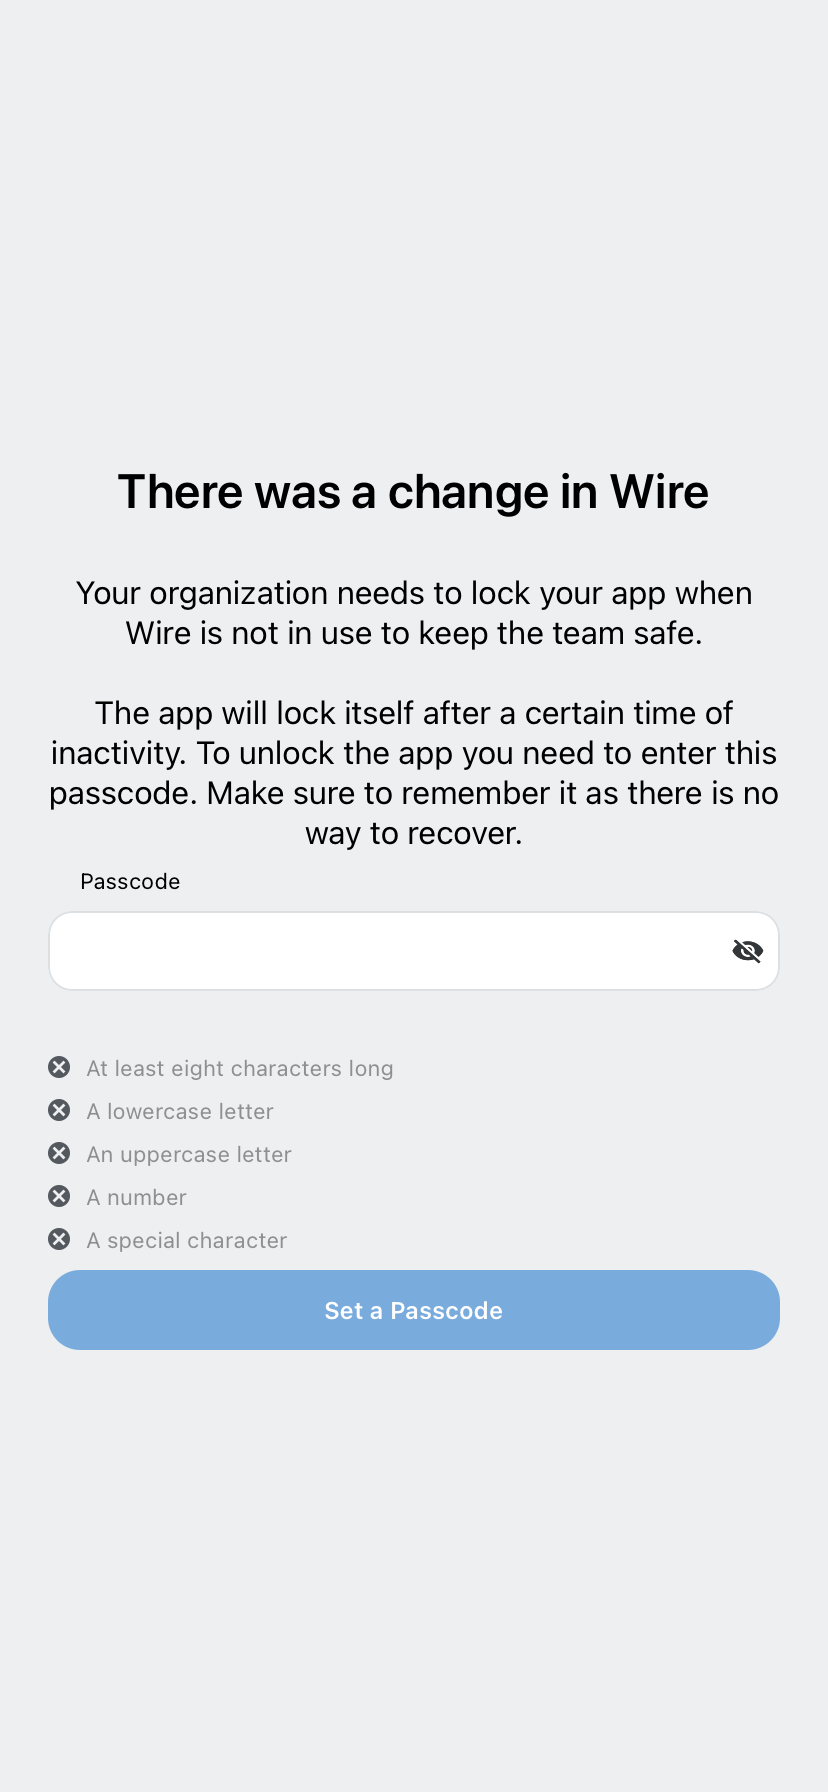 There was a change in Wire
Your organization needs to lock your app when
Wire is not in use to keep the team safe.
The app will lock itself after a certain time of
inactivity. To unlock the app you need to enter this
passcode. Make sure to remember it as there is no
way to recover.
Passcode
At least eight characters long
A lowercase letter
An uppercase letter
A number
A special character
Set a Passcode